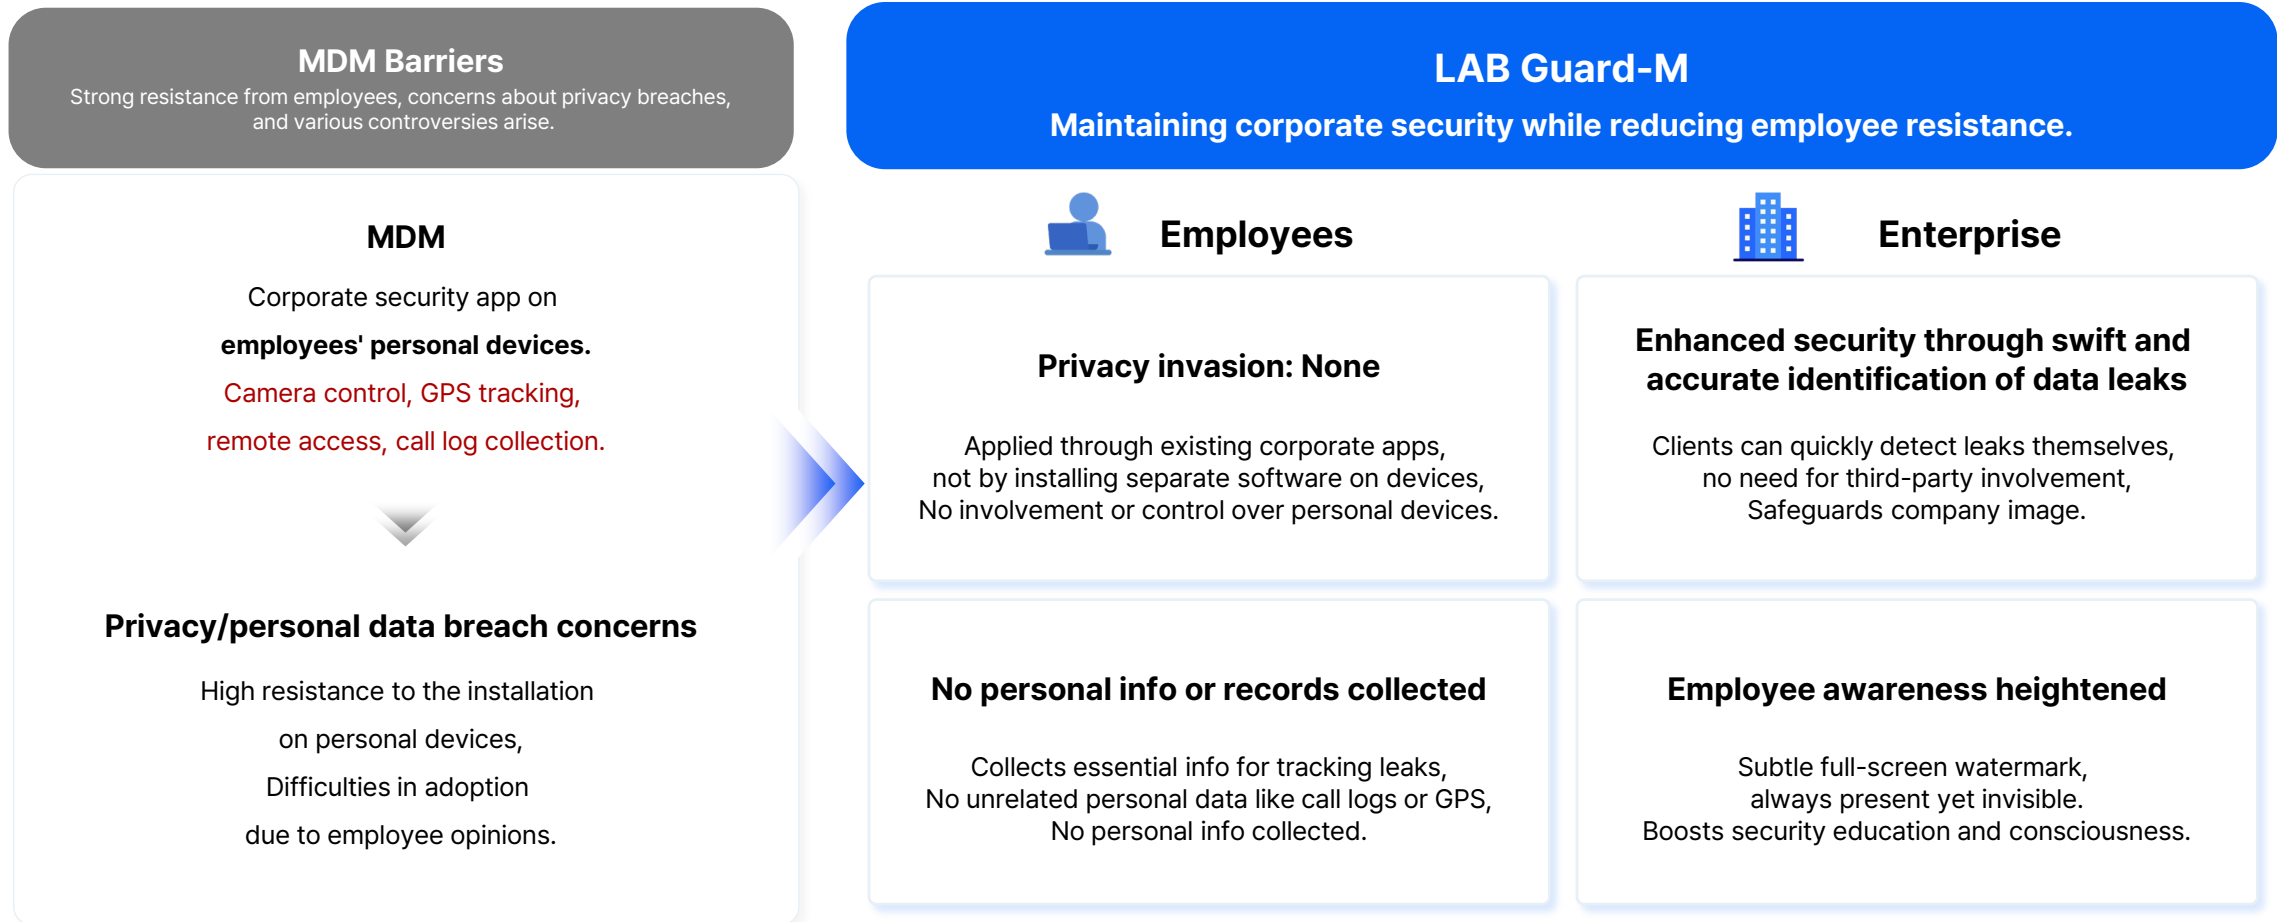 MDM Barriers
Strong resistance from employees, concerns about privacy breaches,
and various controversies arise.
MDM
Corporate security app on
employees' personal devices.
Camera control, GPS tracking,
remote access, call log collection.
Privacy/personal data breach concerns
High resistance to the installation
on personal devices,
Difficulties in adoption
due to employee opinions.
LAB Guard-M
Maintaining corporate security while reducing employee resistance.
Employees
Privacy invasion: None
Applied through existing corporate apps,
not by installing separate software on devices,
No involvement or control over personal devices.
No personal info or records collected
Collects essential info for tracking leaks,
No unrelated personal data like call logs or GPS,
No personal info collected.
Enterprise
Enhanced security through swift and
accurate identification of data leaks
Clients can quickly detect leaks themselves,
no need for third-party involvement,
Safeguards company image.
Employee awareness heightened
Subtle full-screen watermark,
always present yet invisible.
Boosts security education and consciousness.